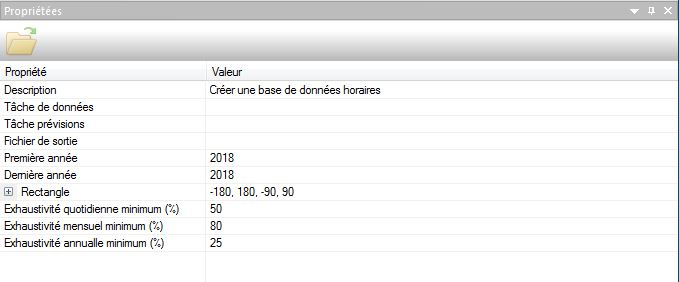 Propriétées
Propriété Valeur
Description Créer une base de données horaires
Tâche de données
Tâche prévisions
Fichier de sortie
Première année 2018
Dernière année 2018
Rectangle -180, 180, -90, 90
Exhaustivité quotidienne minimum (%) 50
Exhaustivité mensuel minimum (%) 80
Exhaustivité annualle minimum (%) 25